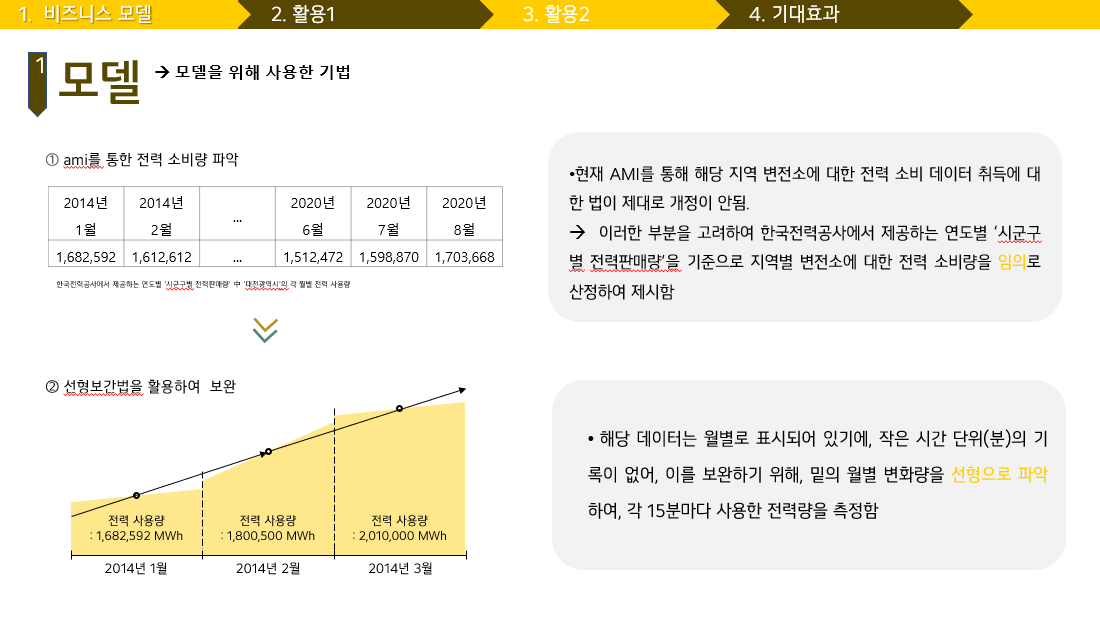 1. 비즈니스 모델
2. 활용1
3. 활용2
4. 기대효과
1
모델
→ 모델을 위해 사용한 기법
① ami를 통한 전력 소비량 파악
2014년 1월
2014년 2월
...
2020년 6월
2020년 7월
2020년 8월
1,682,592
1,612,612
...
1,512,472
1,598,870
1,703,668
한국전력공사에서 제공하는 연도별 '시군구별 전력판매량' 中 '대전광역시'의 각 월별 전력 사용량
•현재 AMI를 통해 해당 지역 변전소에 대한 전력 소비 데이터 취득에 대
한 법이 제대로 개정이 안됨.
→ 이러한 부분을 고려하여 한국전력공사에서 제공하는 연도별 '시군구
별 전력판매량'을 기준으로 지역별 변전소에 대한 전력 소비량을 임의로
산정하여 제시함
② 선형보간법을 활용하여 보완
전력 사용량
: 1,682,592 MWh
전력 사용량
: 1,800,500 MWh
전력 사용량
: 2,010,000 MWh
2014년 1월
2014년 2월
2014년 3월
• 해당 데이터는 월별로 표시되어 있기에, 작은 시간 단위(분)의 기
록이 없어, 이를 보완하기 위해, 밑의 월별 변화량을 선형으로 파악
하여, 각 15분마다 사용한 전력량을 측정함